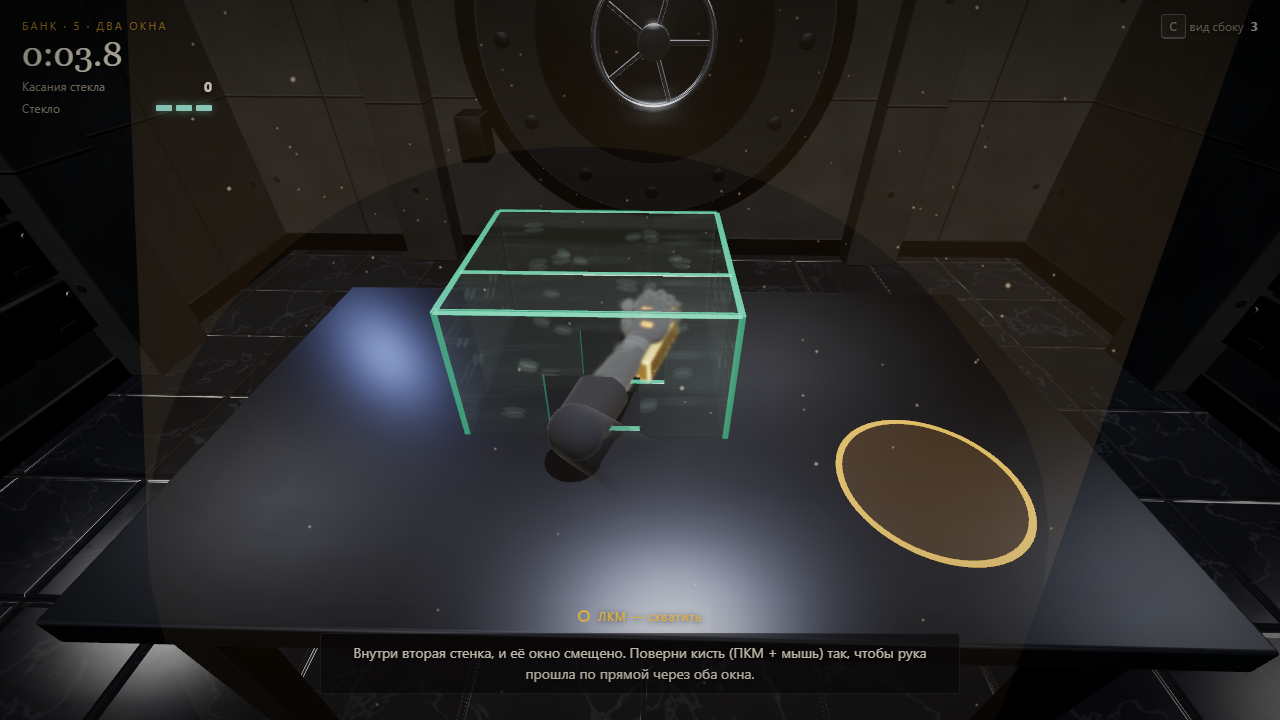 БАНК · 5 · ДВА ОКНА
0:03.8
Касания стекла 0
Стекло
C вид сбоку 3
ЛКМ — схватить
Внутри вторая стенка, и её окно смещено. Поверни кисть (ПКМ + мышь) так, чтобы рука
прошла по прямой через оба окна.